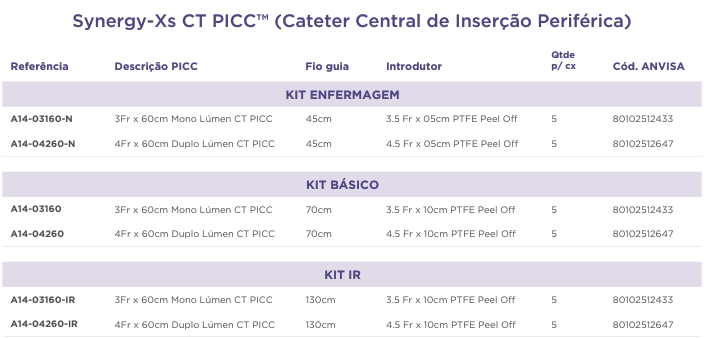 Synergy-Xs CT PICC™ (Cateter Central de Inserção Periférica)
Referência Descrição PICC Fio guia Introdutor Qtde p/ cx Cód. ANVISA
KIT ENFERMAGEM
A14-03160-N 3Fr x 60cm Mono Lúmen CT PICC 45cm 3.5 Fr x 05cm PTFE Peel Off 5 80102512433
A14-04260-N 4Fr x 60cm Duplo Lúmen CT PICC 45cm 4.5 Fr x 05cm PTFE Peel Off 5 80102512647
KIT BÁSICO
A14-03160 3Fr x 60cm Mono Lúmen CT PICC 70cm 3.5 Fr x 10cm PTFE Peel Off 5 80102512433
A14-04260 4Fr x 60cm Duplo Lúmen CT PICC 70cm 4.5 Fr x 10cm PTFE Peel Off 5 80102512647
KIT IR
A14-03160-IR 3Fr x 60cm Mono Lúmen CT PICC 130cm 3.5 Fr x 10cm PTFE Peel Off 5 80102512433
A14-04260-IR 4Fr x 60cm Duplo Lúmen CT PICC 130cm 4.5 Fr x 10cm PTFE Peel Off 5 80102512647